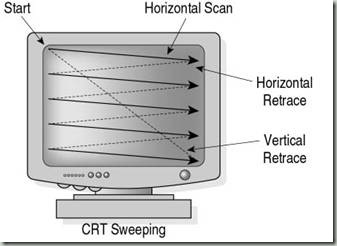 Start
Horizontal Scan
Horizontal
Retrace
Vertical
Retrace
CRT Sweeping